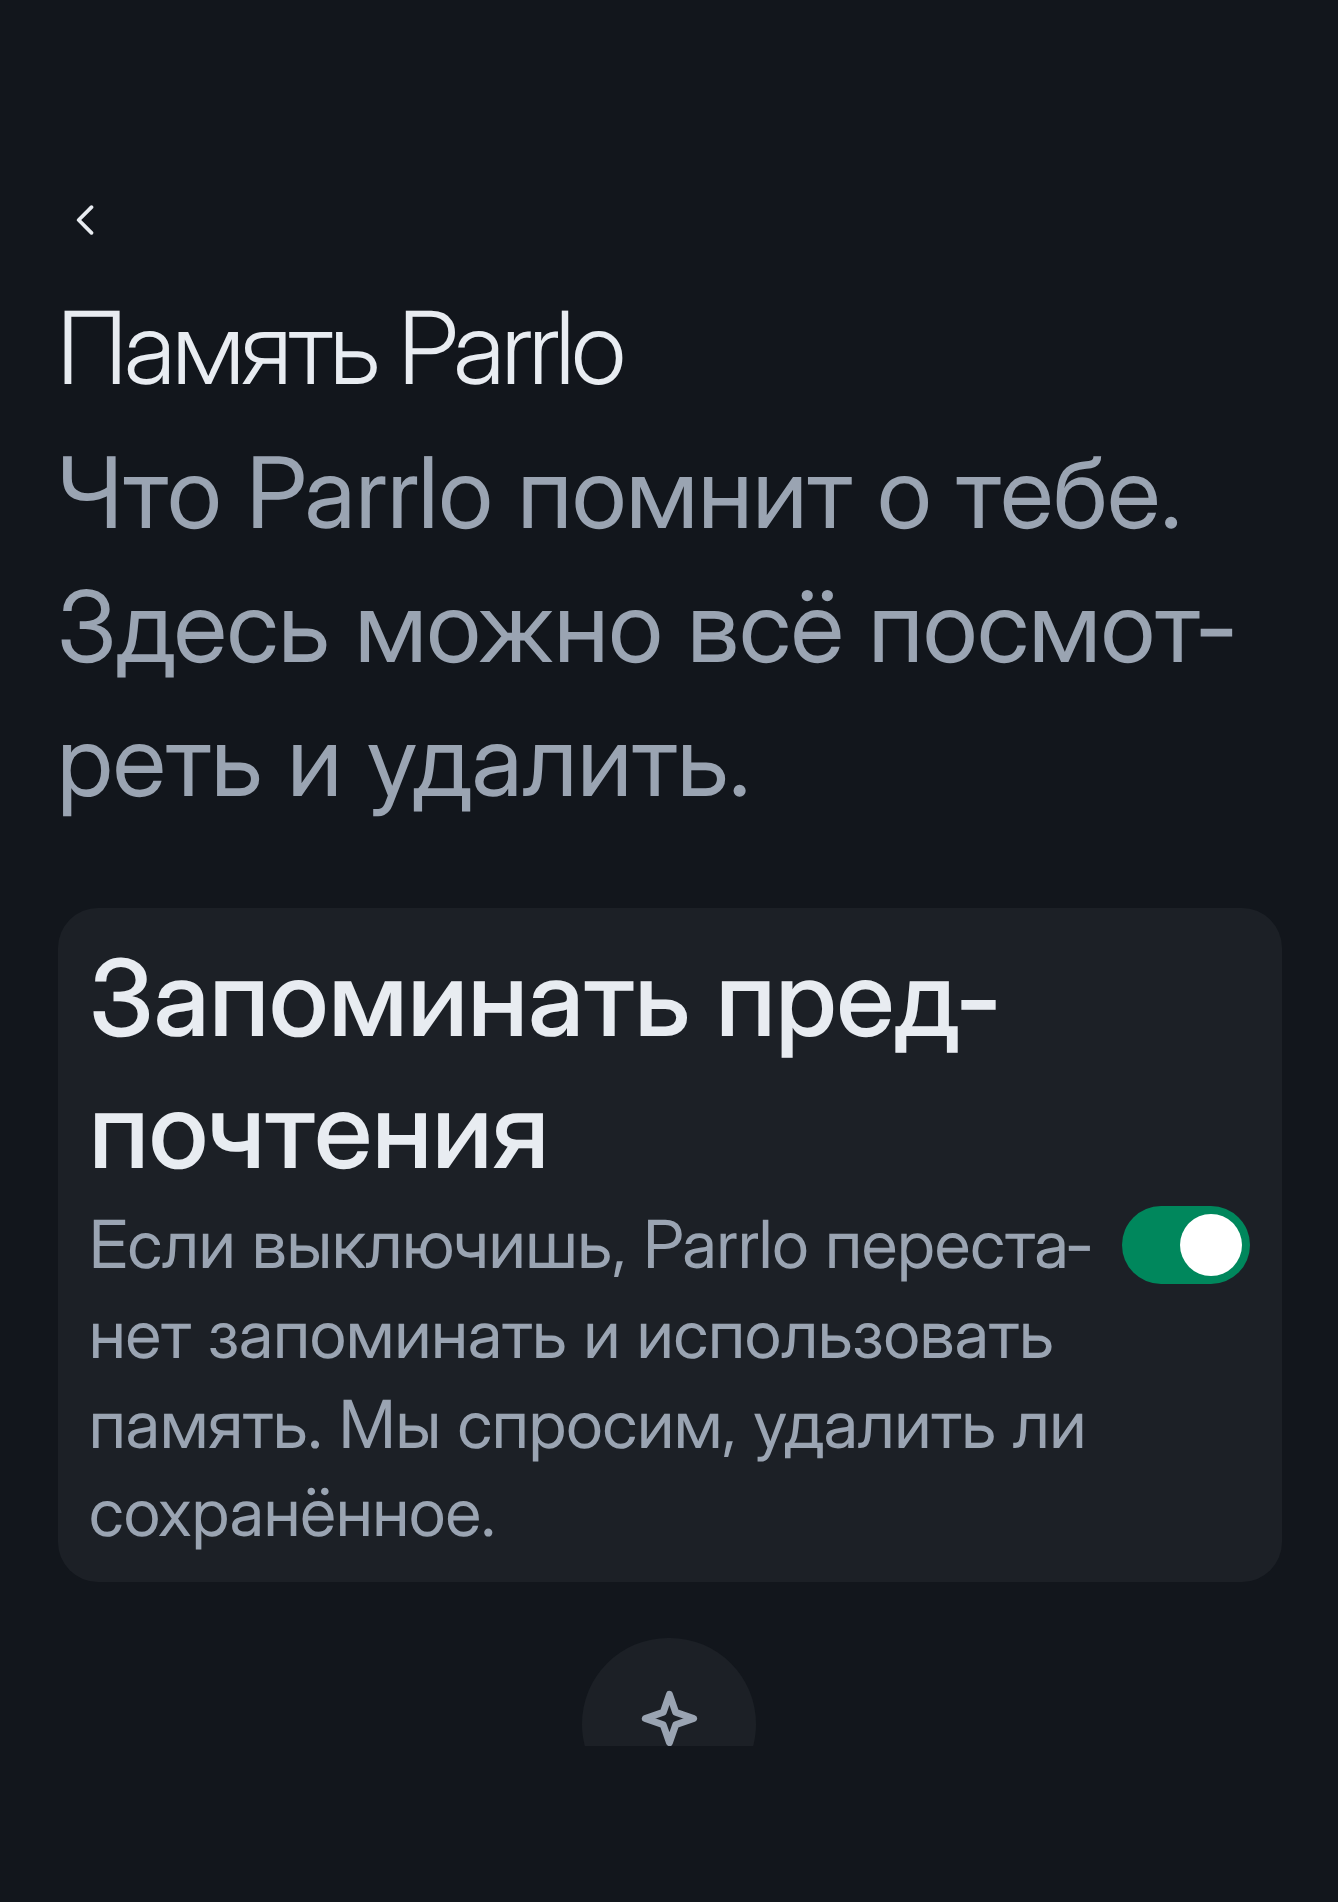 Память Parrlo
Что Parrlo помнит о тебе.
Здесь можно всё посмот-
реть и удалить.
Запоминать пред-
почтения
Если выключишь, Parrlo переста-
нет запоминать и использовать
память. Мы спросим, удалить ли
сохранённое.